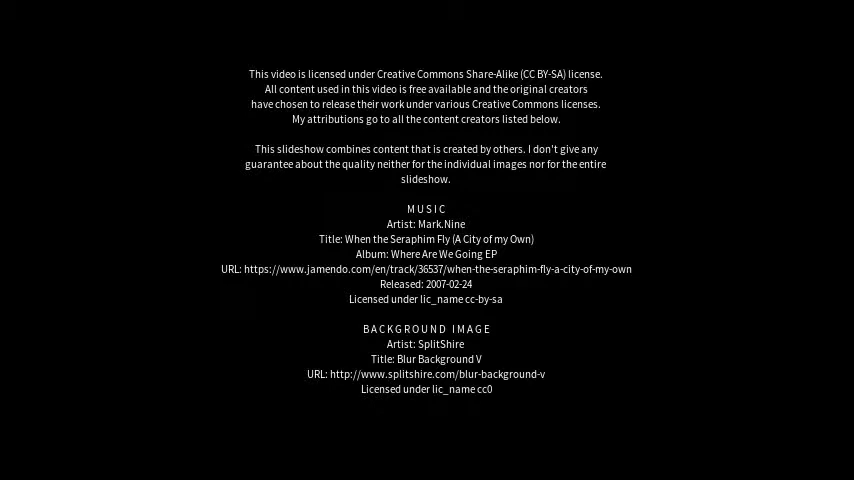 This video is licensed under Creative Commons Share-Alike (CC BY-SA) license.
All content used in this video is free available and the original creators
have chosen to release their work under various Creative Commons licenses.
My attributions go to all the content creators listed below.
This slideshow combines content that is created by others. I don't give any
guarantee about the quality neither for the individual images nor for the entire
slideshow.
MUSIC
Artist: Mark.Nine
Title: When the Seraphim Fly (A City of my Own)
Album: Where Are We Going EP
URL: https://www.jamendo.com/en/track/36537/when-the-seraphim-fly-a-city-of-my-own
Released: 2007-02-24
Licensed under lic_name cc-by-sa
BACKGROUND IMAGE
Artist: SplitShire
Title: Blur Background V
URL: http://www.splitshire.com/blur-background-v
Licensed under lic_name cc0